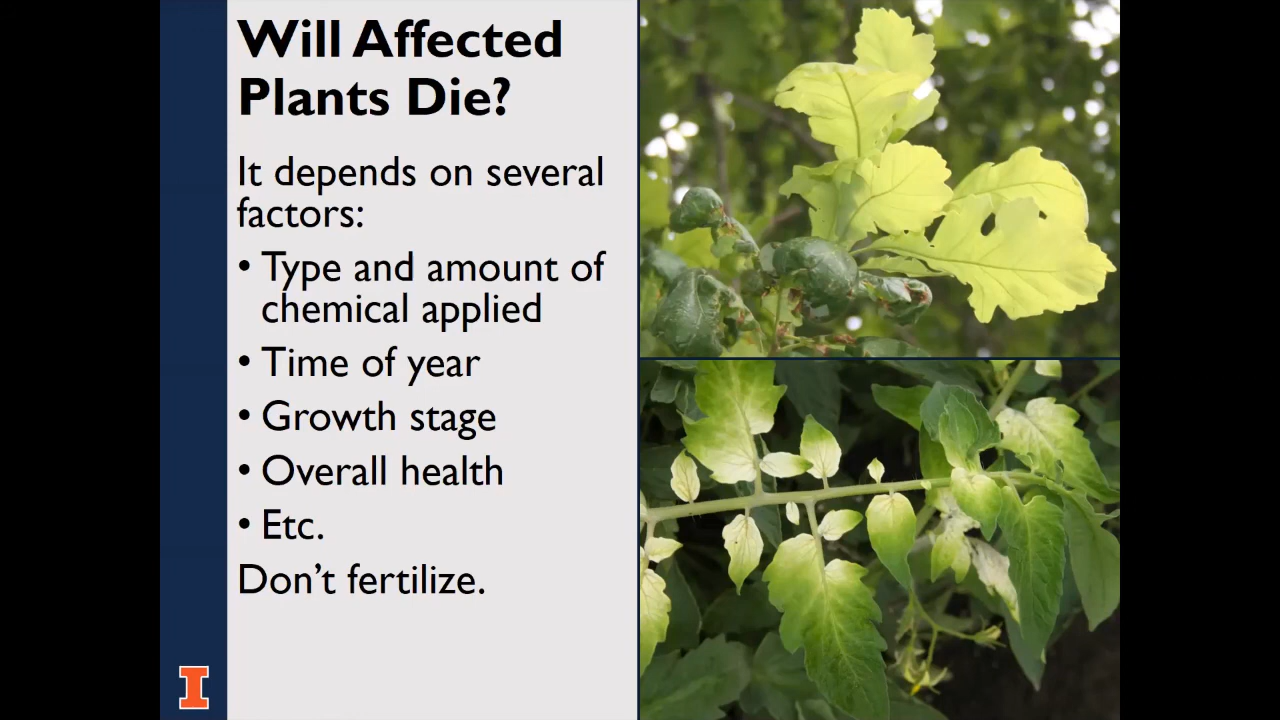 Will Affected
Plants Die?
It depends on several
factors:
• Type and amount of
chemical applied
• Time of year
• Growth stage
• Overall health
• Etc.
Don’t fertilize.
I